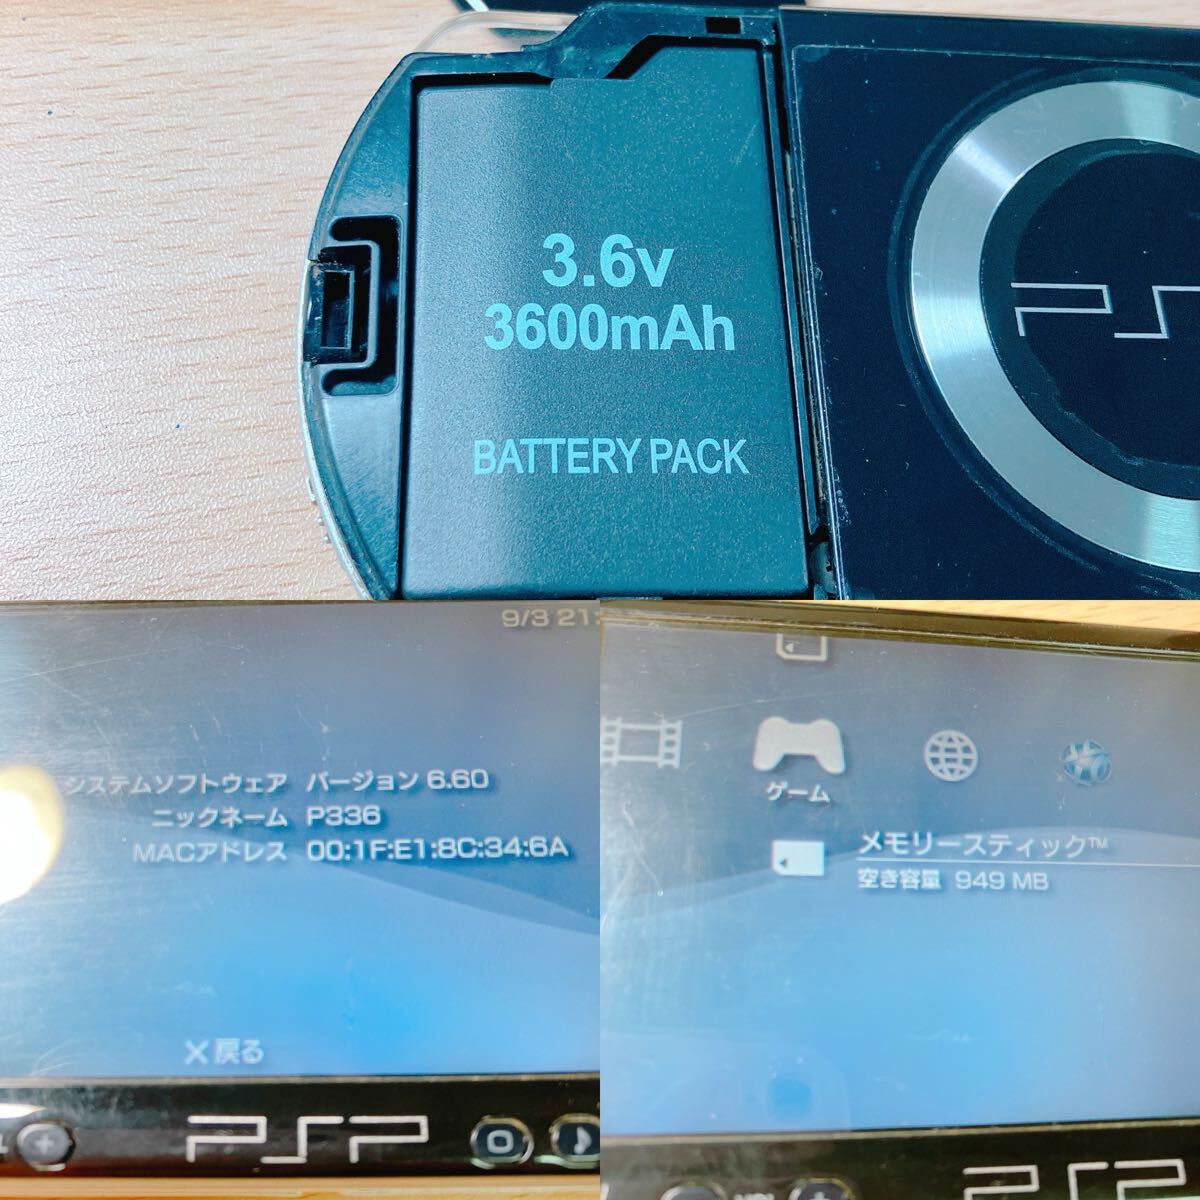 3.6v
3600mAh
BATTERY PACK
PS
9/3 21:
システムソフトウェア バージョン 6.60
ニックネーム P336
MACアドレス 00:1F:E1:8C:34:6A
×戻る
PSP
ゲーム
メモリースティック™
空き容量 949 MB
PSP